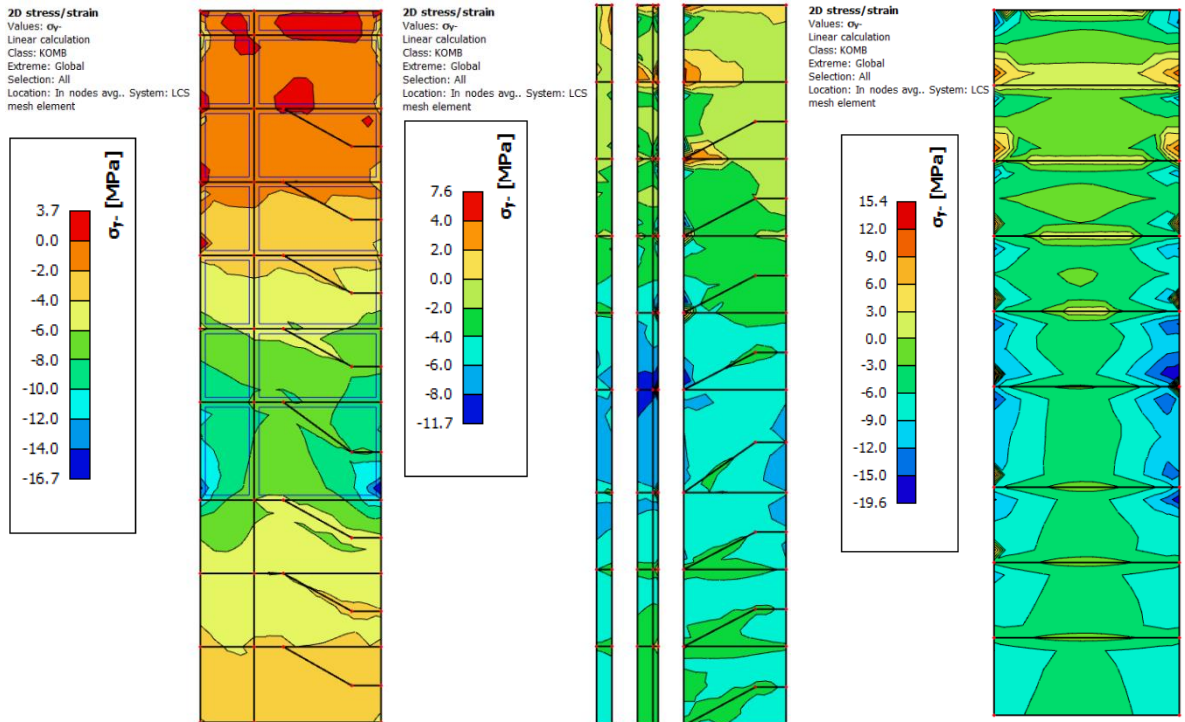 2D stress/strain
Values: σy-
Linear calculation
Class: KOMB
Extreme: Global
Selection: All
Location: In nodes avg.. System: LCS
mesh element
σy- [MPa]
3.7
0.0
-2.0
-4.0
-6.0
-8.0
-10.0
-12.0
-14.0
-16.7
2D stress/strain
Values: σy-
Linear calculation
Class: KOMB
Extreme: Global
Selection: All
Location: In nodes avg.. System: LCS
mesh element
σy- [MPa]
7.6
4.0
2.0
0.0
-2.0
-4.0
-6.0
-8.0
-11.7
2D stress/strain
Values: σy-
Linear calculation
Class: KOMB
Extreme: Global
Selection: All
Location: In nodes avg.. System: LCS
mesh element
σy- [MPa]
15.4
12.0
9.0
6.0
3.0
0.0
-3.0
-6.0
-9.0
-12.0
-15.0
-19.6